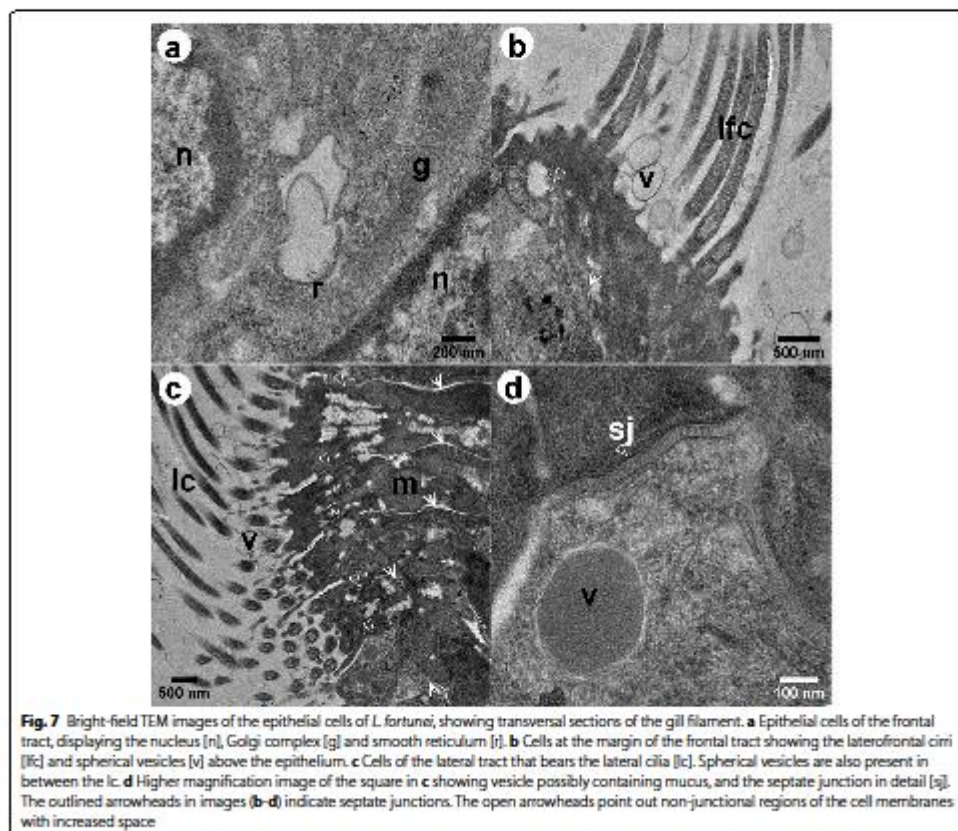 a
n
g
r
n
200 nm
b
lfc
v
500 nm
c
lc
v
m
500 nm
d
sj
v
100 nm
Fig. 7 Bright-field TEM images of the epithelial cells of L. fortunei, showing transversal sections of the gill filament. a Epithelial cells of the frontal
tract, displaying the nucleus [n], Golgi complex [g] and smooth reticulum [r]. b Cells at the margin of the frontal tract showing the laterofrontal cirri
[lfc] and spherical vesicles [v] above the epithelium. c Cells of the lateral tract that bears the lateral cilia [lc]. Spherical vesicles are also present in
between the lc. d Higher magnification image of the square in c showing vesicle possibly containing mucus, and the septate junction in detail [sj].
The outlined arrowheads in images (b–d) indicate septate junctions. The open arrowheads point out non-junctional regions of the cell membranes
with increased space